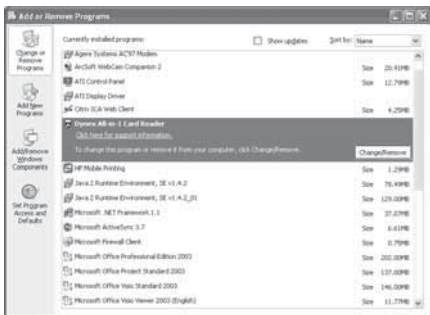 Add or Remove Programs
Change or Remove Programs
Add New Programs
Add/Remove Windows Components
Set Program Access and Defaults
Currently installed programs:
Show updates
Sort by: Name
Agere Systems AC'97 Modem
ArcSoft WebCam Companion 2 Size 20.91MB
ATI Control Panel Size 12.79MB
ATI Display Driver
Citrix ICA Web Client Size 4.29MB
Dynex All-in-1 Card Reader
Click here for support information.
To change this program or remove it from your computer, click Change/Remove.
Change/Remove
HP Mobile Printing Size 1.29MB
Java 2 Runtime Environment, SE v1.4.2 Size 78.49MB
Java 2 Runtime Environment, SE v1.4.2_01 Size 129.00MB
Microsoft .NET Framework 1.1 Size 37.07MB
Microsoft ActiveSync 3.7 Size 6.61MB
Microsoft Firewall Client Size 0.75MB
Microsoft Office Professional Edition 2003 Size 202.00MB
Microsoft Office Project Standard 2003 Size 137.00MB
Microsoft Office Visio Standard 2003 Size 146.00MB
Microsoft Office Visio Viewer 2003 (English) Size 11.77MB